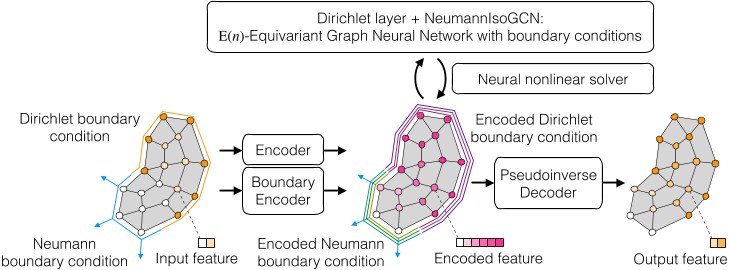 Dirichlet layer + NeumannIsoGCN:
E(n)-Equivariant Graph Neural Network with boundary conditions
Neural nonlinear solver
Dirichlet boundary
condition
Encoder
Boundary
Encoder
Encoded Dirichlet
boundary condition
Pseudoinverse
Decoder
Neumann
boundary condition
Input feature
Encoded Neumann
boundary condition
Encoded feature
Output feature